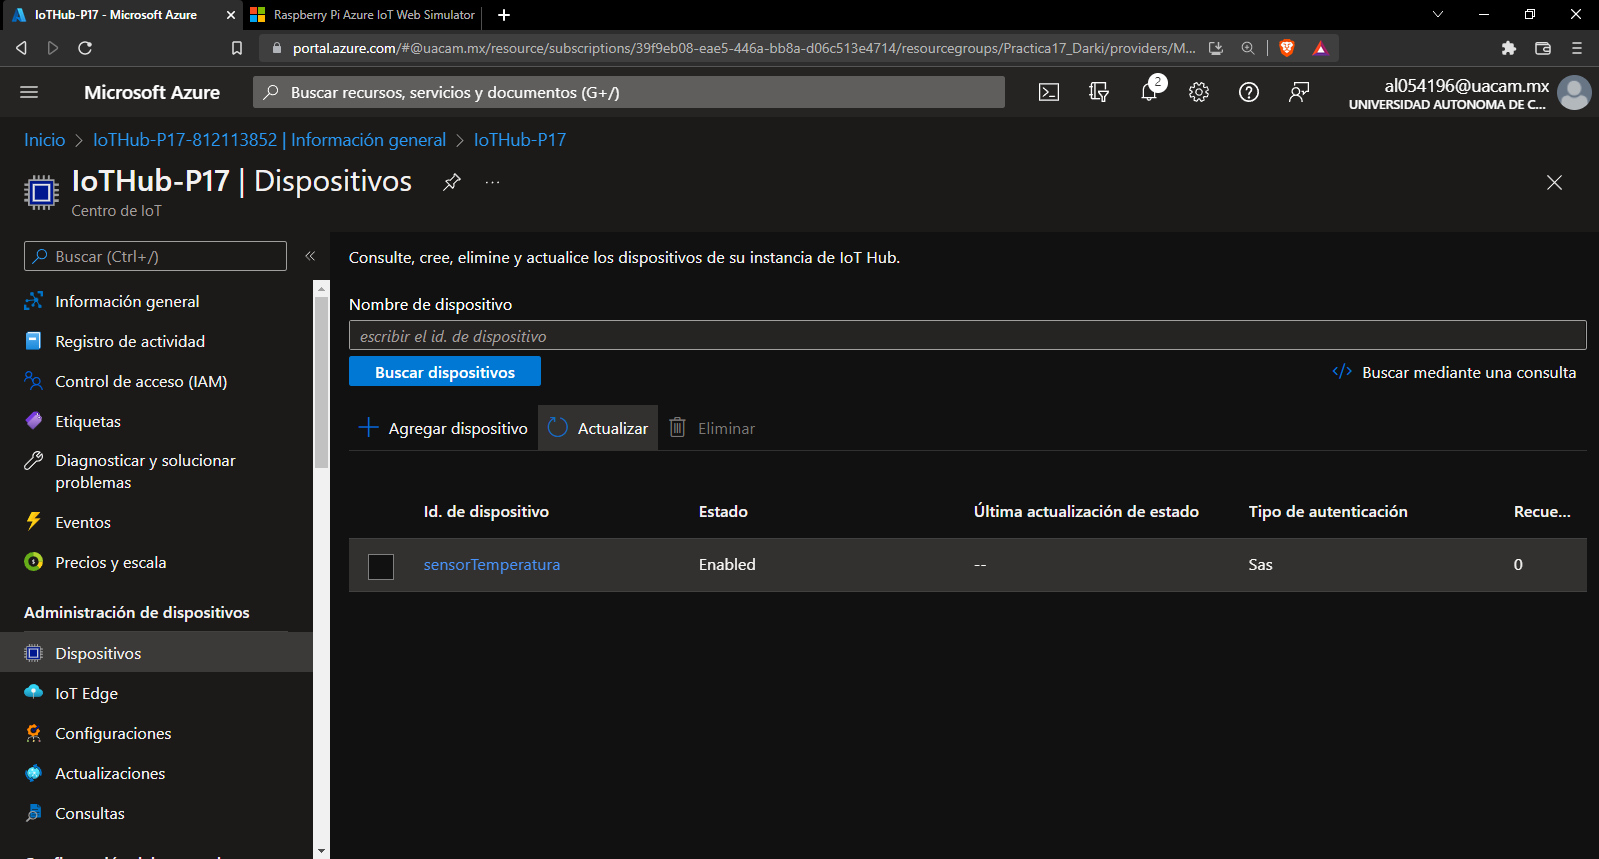 IoTHub-P17 - Microsoft Azure
Raspberry Pi Azure IoT Web Simulator
portal.azure.com/#@uacam.mx/resource/subscriptions/39f9eb08-eae5-446a-bb8a-d06c513e4714/resourcegroups/Practica17_Darki/providers/M...
Microsoft Azure
Buscar recursos, servicios y documentos (G+/)
2
al054196@uacam.mx
UNIVERSIDAD AUTONOMA DE C...
Inicio > IoTHub-P17-812113852 | Información general > IoTHub-P17
IoTHub-P17 | Dispositivos
...
Centro de IoT
Buscar (Ctrl+/)
«
Información general
Registro de actividad
Control de acceso (IAM)
Etiquetas
Diagnosticar y solucionar
problemas
Eventos
Precios y escala
Administración de dispositivos
Dispositivos
IoT Edge
Configuraciones
Actualizaciones
Consultas
Consulte, cree, elimine y actualice los dispositivos de su instancia de IoT Hub.
Nombre de dispositivo
escribir el id. de dispositivo
Buscar dispositivos
</> Buscar mediante una consulta
Agregar dispositivo
Actualizar
Eliminar
Id. de dispositivo Estado Última actualización de estado Tipo de autenticación Recue...
sensorTemperatura Enabled -- Sas 0